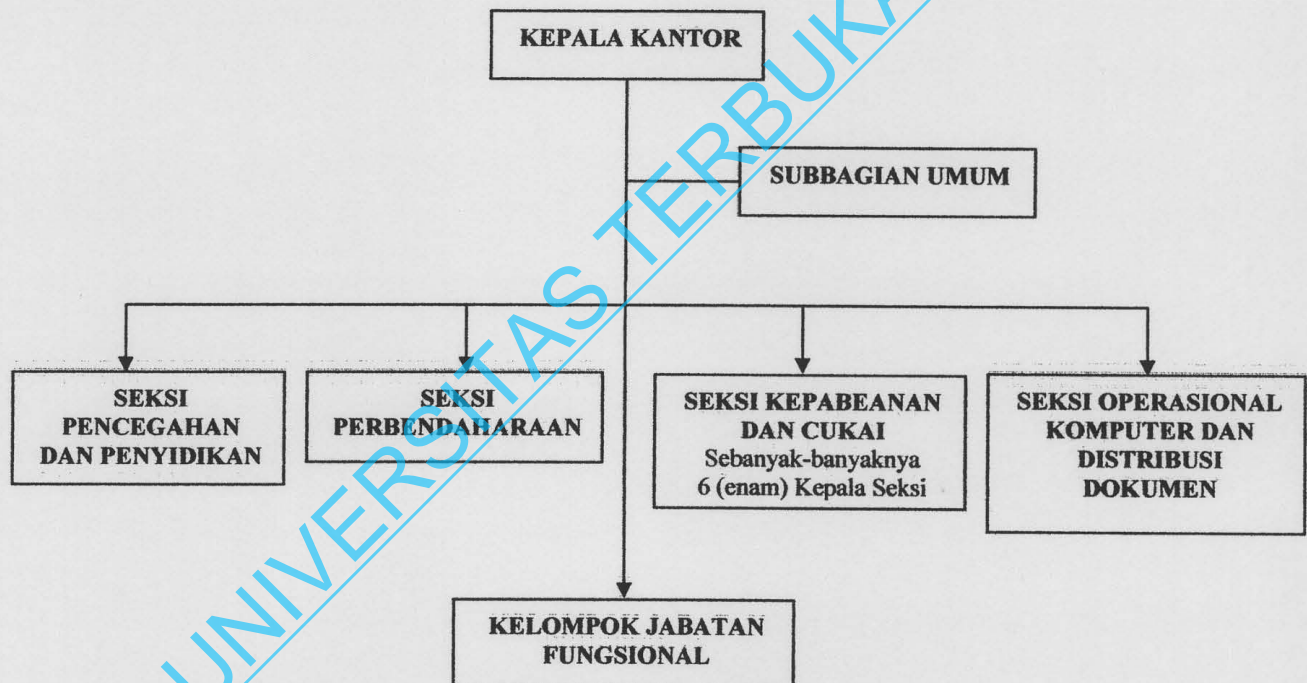 KEPALA KANTOR
SUBBAGIAN UMUM
SEKSI
PENCEGAHAN
DAN PENYIDIKAN
SEKSI
PERBENDAHARAAN
SEKSI KEPABEANAN
DAN CUKAI
Sebanyak-banyaknya
6 (enam) Kepala Seksi
SEKSI OPERASIONAL
KOMPUTER DAN
DISTRIBUSI
DOKUMEN
KELOMPOK JABATAN
FUNGSIONAL
UNIVERSITAS TERBUKA